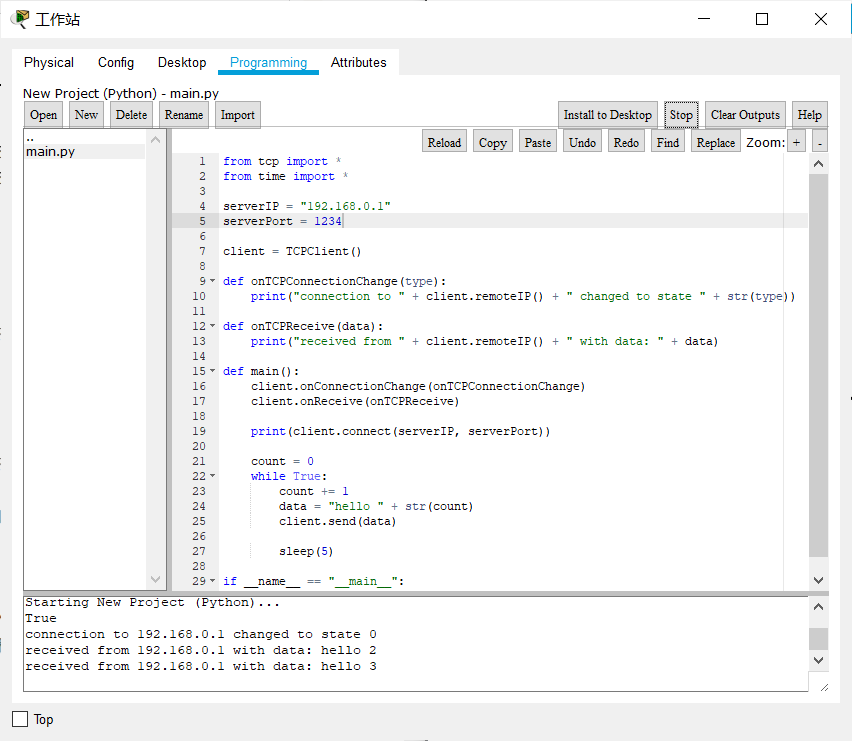 工作站
Physical Config Desktop Programming Attributes
New Project (Python) - main.py
Open New Delete Rename Import Install to Desktop Stop Clear Outputs Help
Reload Copy Paste Undo Redo Find Replace Zoom: + -
..
main.py
1 from tcp import *
2 from time import *
3
4 serverIP = "192.168.0.1"
5 serverPort = 1234
6
7 client = TCPClient()
8
9 def onTCPConnectionChange(type):
10 print("connection to " + client.remoteIP() + " changed to state " + str(type))
11
12 def onTCPReceive(data):
13 print("received from " + client.remoteIP() + " with data: " + data)
14
15 def main():
16 client.onConnectionChange(onTCPConnectionChange)
17 client.onReceive(onTCPReceive)
18
19 print(client.connect(serverIP, serverPort))
20
21 count = 0
22 while True:
23 count += 1
24 data = "hello " + str(count)
25 client.send(data)
26
27 sleep(5)
28
29 if __name__ == "__main__":
Starting New Project (Python)...
True
connection to 192.168.0.1 changed to state 0
received from 192.168.0.1 with data: hello 2
received from 192.168.0.1 with data: hello 3
Top